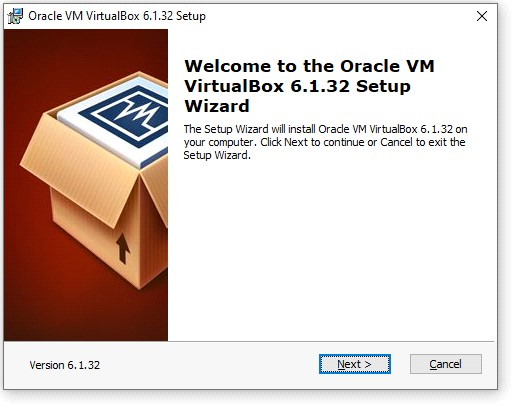 Oracle VM VirtualBox 6.1.32 Setup
Welcome to the Oracle VM
VirtualBox 6.1.32 Setup
Wizard
The Setup Wizard will install Oracle VM VirtualBox 6.1.32 on
your computer. Click Next to continue or Cancel to exit the
Setup Wizard.
Version 6.1.32
Next >
Cancel